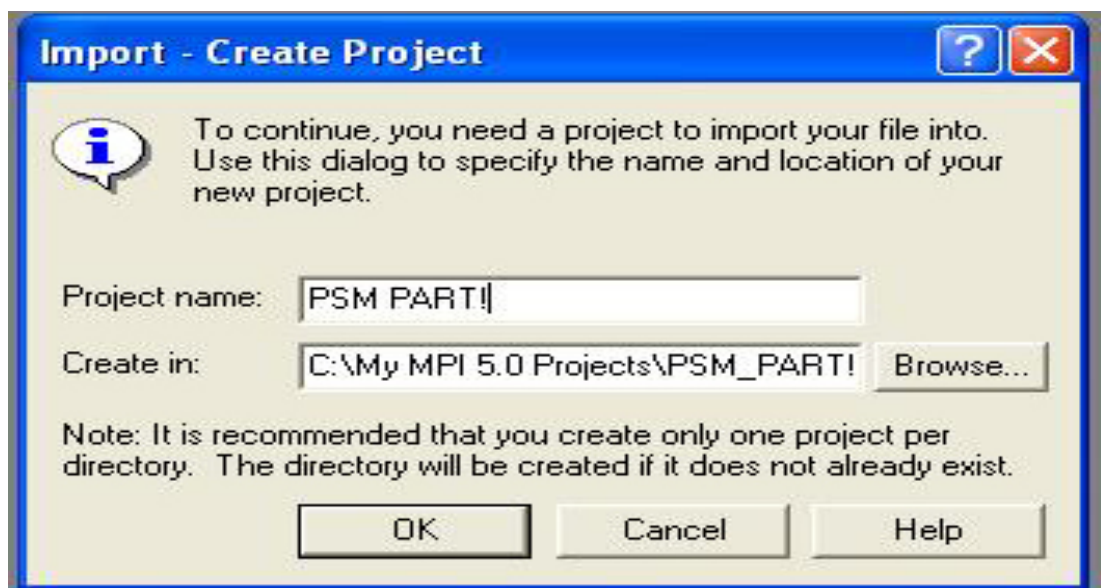 Import - Create Project
To continue, you need a project to import your file into.
Use this dialog to specify the name and location of your
new project.
Project name: PSM PART!
Create in: C:\My MPI 5.0 Projects\PSM_PART! Browse...
Note: It is recommended that you create only one project per
directory. The directory will be created if it does not already exist.
OK Cancel Help